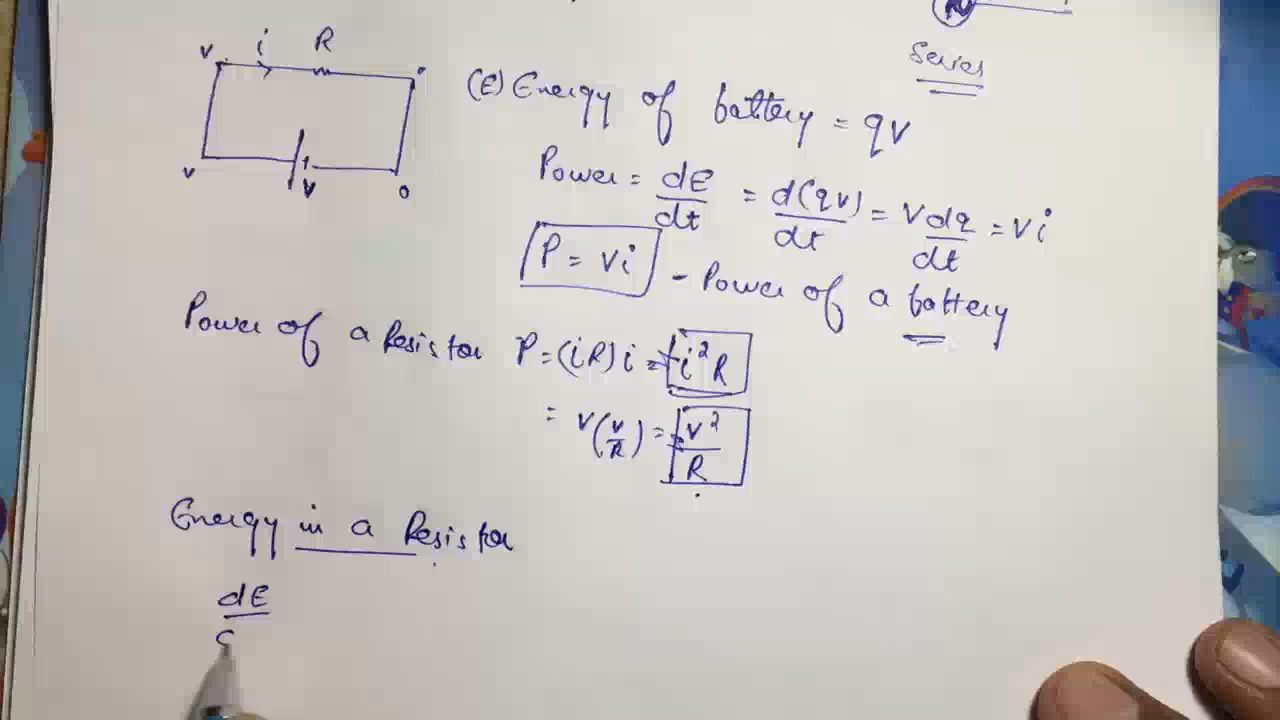 Series
V i R
V V 0
(E) Energy of battery = qV
Power = dE/dt = d(qv)/dt = V dq/dt = Vi
P = Vi - Power of a battery
Power of a Resistor P = (iR)i = i²R
= V(V/R) = V²/R
Energy in a Resistor
dE